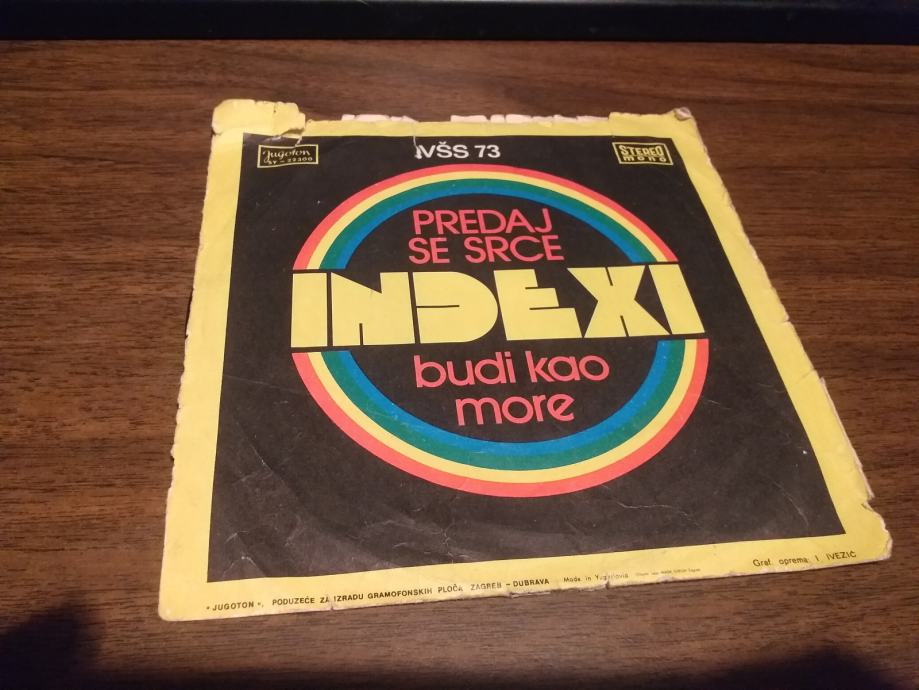 Jugoton
SY - 22300
VŠS 73
STEREO
mono
PREDAJ
SE SRCE
INDEXI
budi kao
more
Graf. oprema: I. IVEZIĆ
"JUGOTON", PODUZEĆE ZA IZRADU GRAMOFONSKIH PLOČA ZAGREB – DUBRAVA Made in Yugoslavia